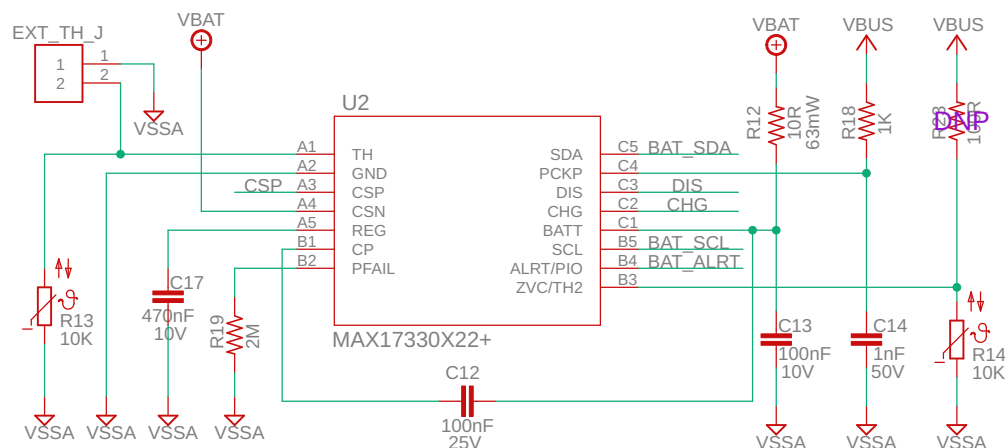 EXT_TH_J
1 1
2 2
VSSA
VBAT
U2
VBAT
VBUS
VBUS
R12
10R
63mW
R18
1K
DNP
A1 TH
A2 GND
CSP A3 CSP
A4 CSN
A5 REG
B1 CP
B2 PFAIL
SDA C5 BAT_SDA
PCKP C4
DIS C3 DIS
CHG C2 CHG
BATT C1
SCL B5 BAT_SCL
ALRT/PIO B4 BAT_ALRT
ZVC/TH2 B3
MAX17330X22+
R13
10K
C17
470nF
10V
R19
2M
C12
100nF
25V
C13
100nF
10V
C14
1nF
50V
R14
10K
VSSA
VSSA
VSSA
VSSA
VSSA
VSSA
VSSA